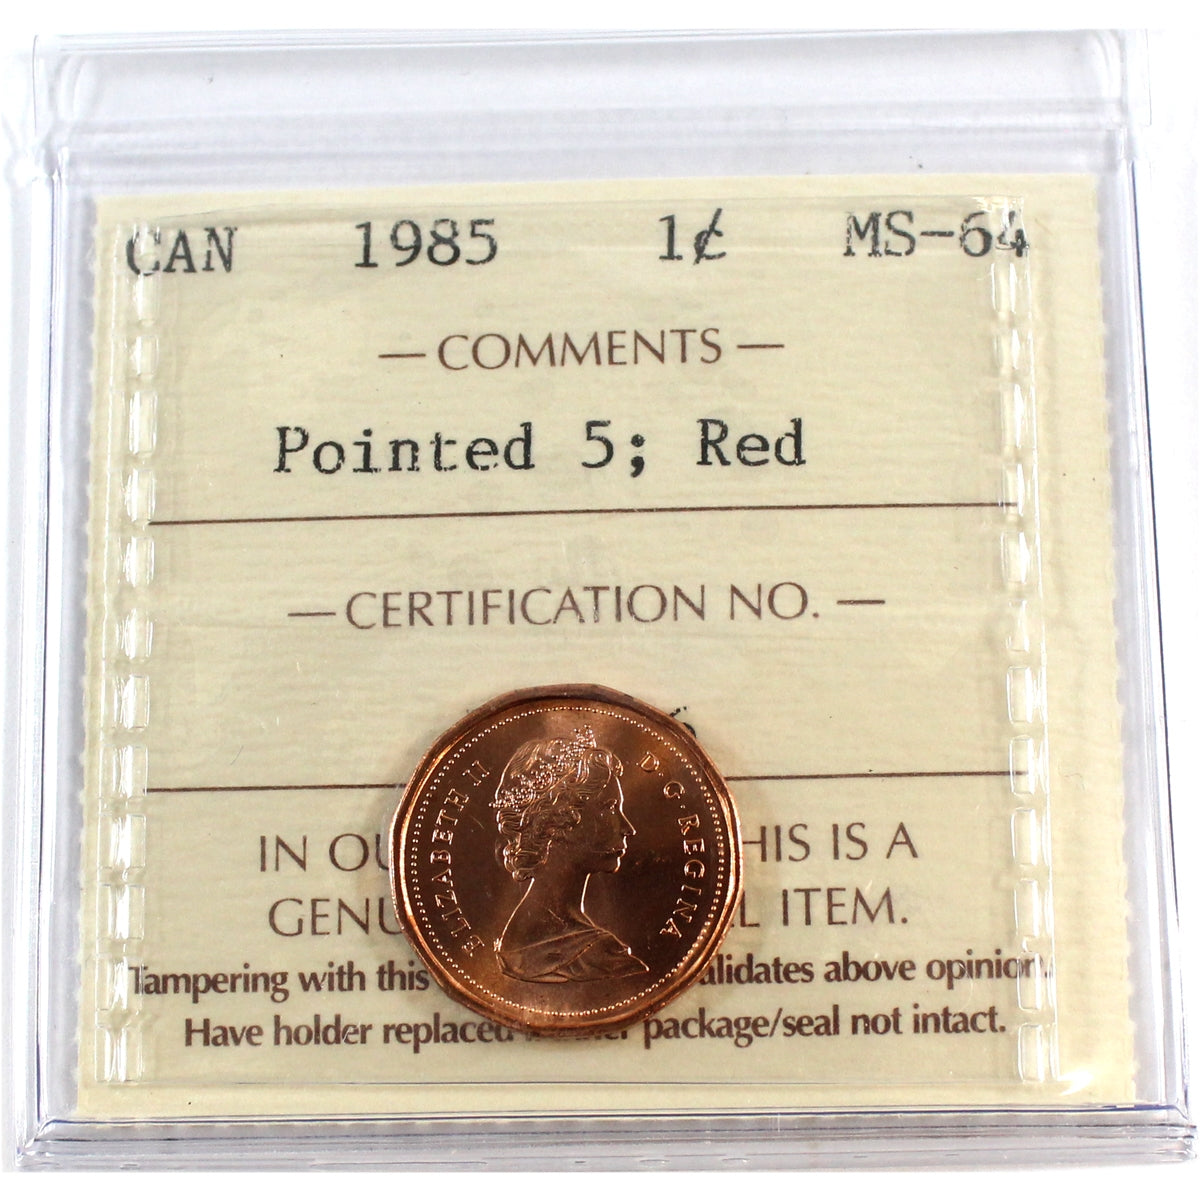 CAN 1985 1¢ MS-64
— COMMENTS —
Pointed 5; Red
— CERTIFICATION NO. —
6
IN OU HIS IS A
GENU L ITEM.
Tampering with this alidates above opinion.
Have holder replaced package/seal not intact.
ELIZABETH II D·G·REGINA